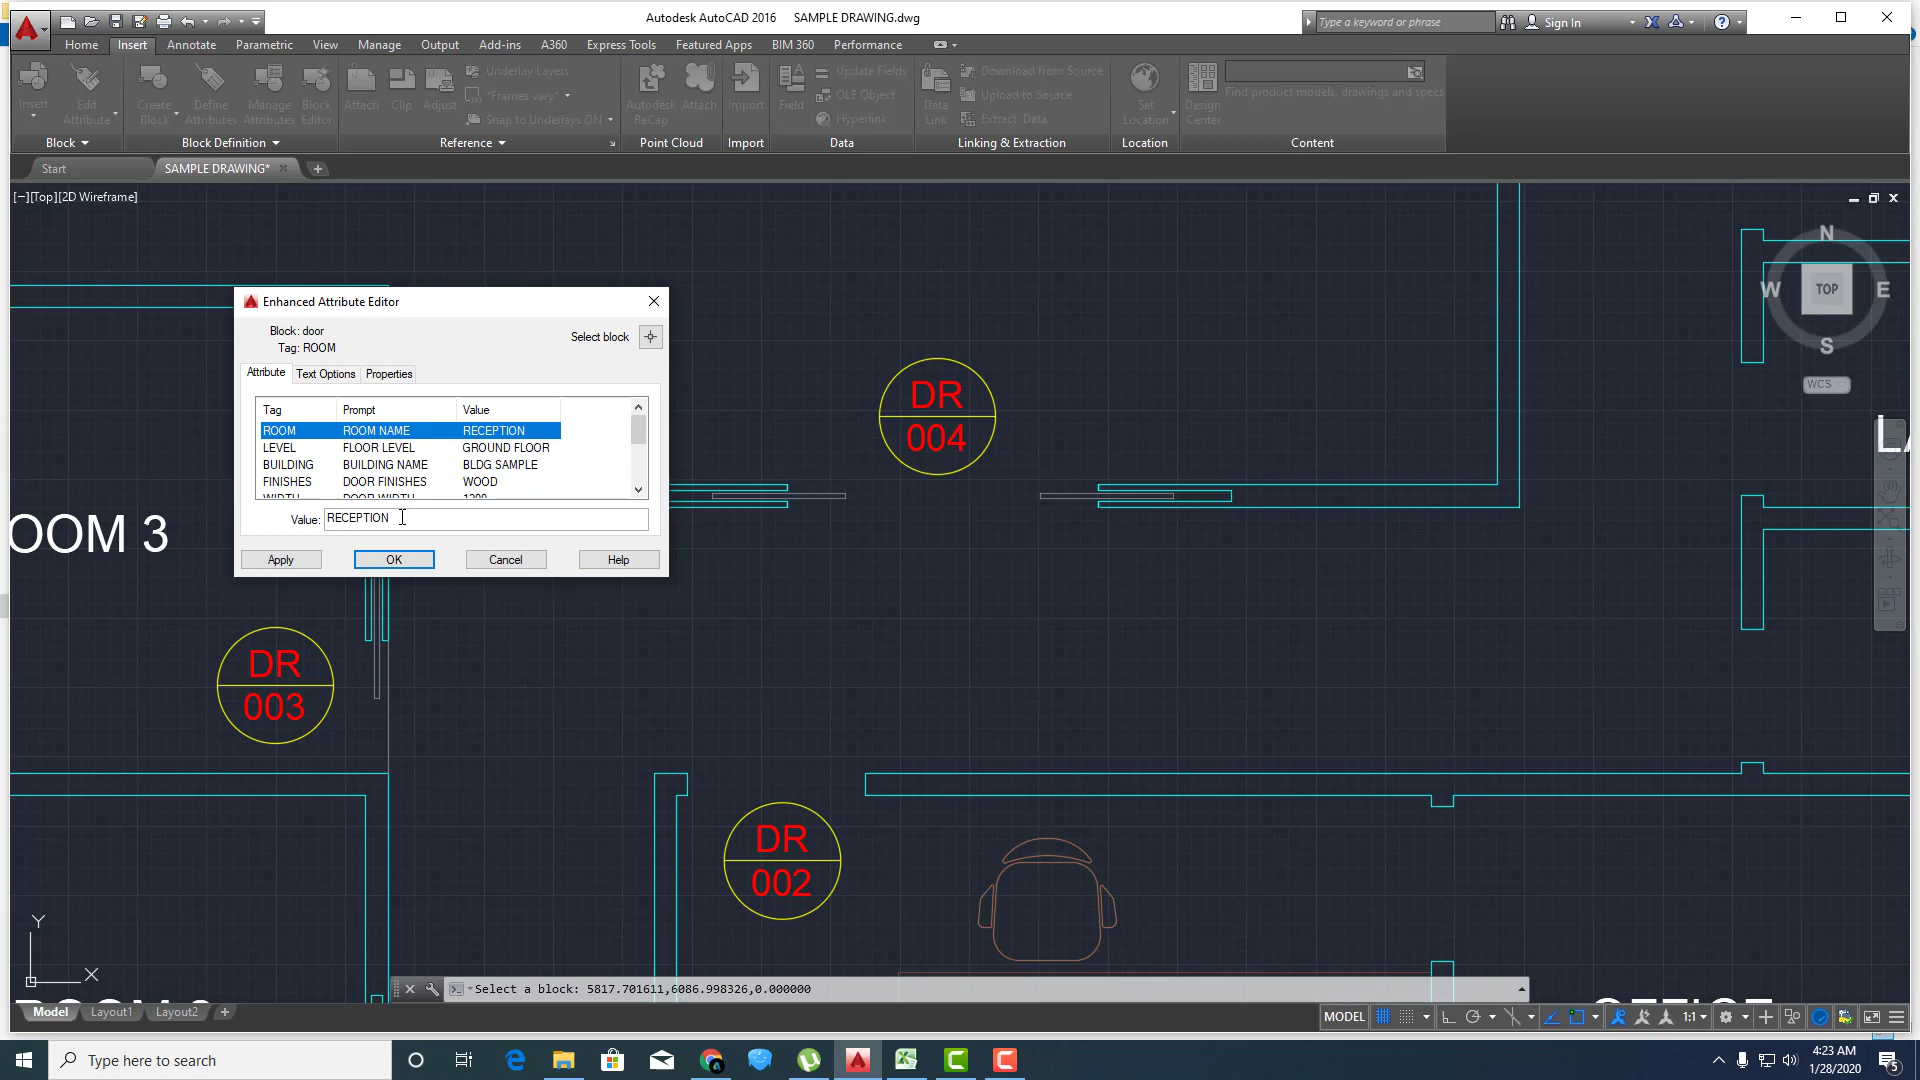 Autodesk AutoCAD 2016 SAMPLE DRAWING.dwg
Type a keyword or phrase
Sign In
Home Insert Annotate Parametric View Manage Output Add-ins A360 Express Tools Featured Apps BIM 360 Performance
Insert
Edit Attribute
Create Block
Define Attributes
Manage Attributes
Block Editor
Attach
Clip
Adjust
Underlay Layers
*Frames vary*
Snap to Underlays ON
Autodesk ReCap
Attach
Import
Field
Update Fields
OLE Object
Hyperlink
Data Link
Download from Source
Upload to Source
Extract Data
Set Location
Design Center
Find product models, drawings and specs
Block Block Definition Reference Point Cloud Import Data Linking & Extraction Location Content
Start SAMPLE DRAWING*
[−][Top][2D Wireframe]
N
W TOP E
S
WCS
Enhanced Attribute Editor
Block: door
Tag: ROOM
Select block
Attribute Text Options Properties
Tag Prompt Value
ROOM ROOM NAME RECEPTION
LEVEL FLOOR LEVEL GROUND FLOOR
BUILDING BUILDING NAME BLDG SAMPLE
FINISHES DOOR FINISHES WOOD
WIDTH DOOR WIDTH 1200
Value: RECEPTION
Apply OK Cancel Help
DR
004
OOM 3
DR
003
DR
002
Y
X
Select a block: 5817.701611,6086.998326,0.000000
OFFICE
Model Layout1 Layout2
MODEL 1:1
Type here to search
4:23 AM
1/28/2020
5